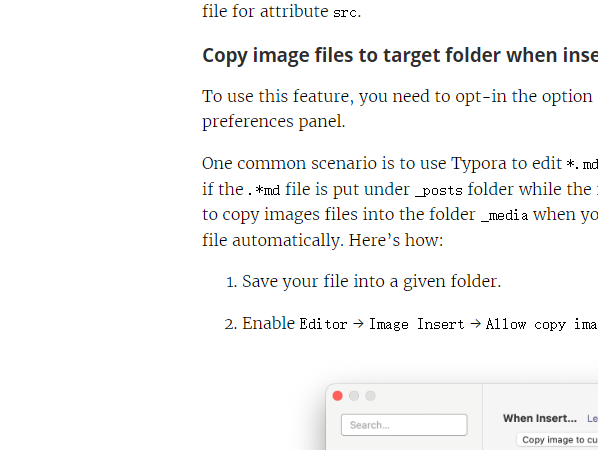 file for attribute src.
Copy image files to target folder when inse
To use this feature, you need to opt-in the option
preferences panel.
One common scenario is to use Typora to edit *.md
if the .*md file is put under _posts folder while the
to copy images files into the folder _media when yo
file automatically. Here’s how:
1. Save your file into a given folder.
2. Enable Editor → Image Insert → Allow copy ima
When Insert... Le
Search...
Copy image to cu